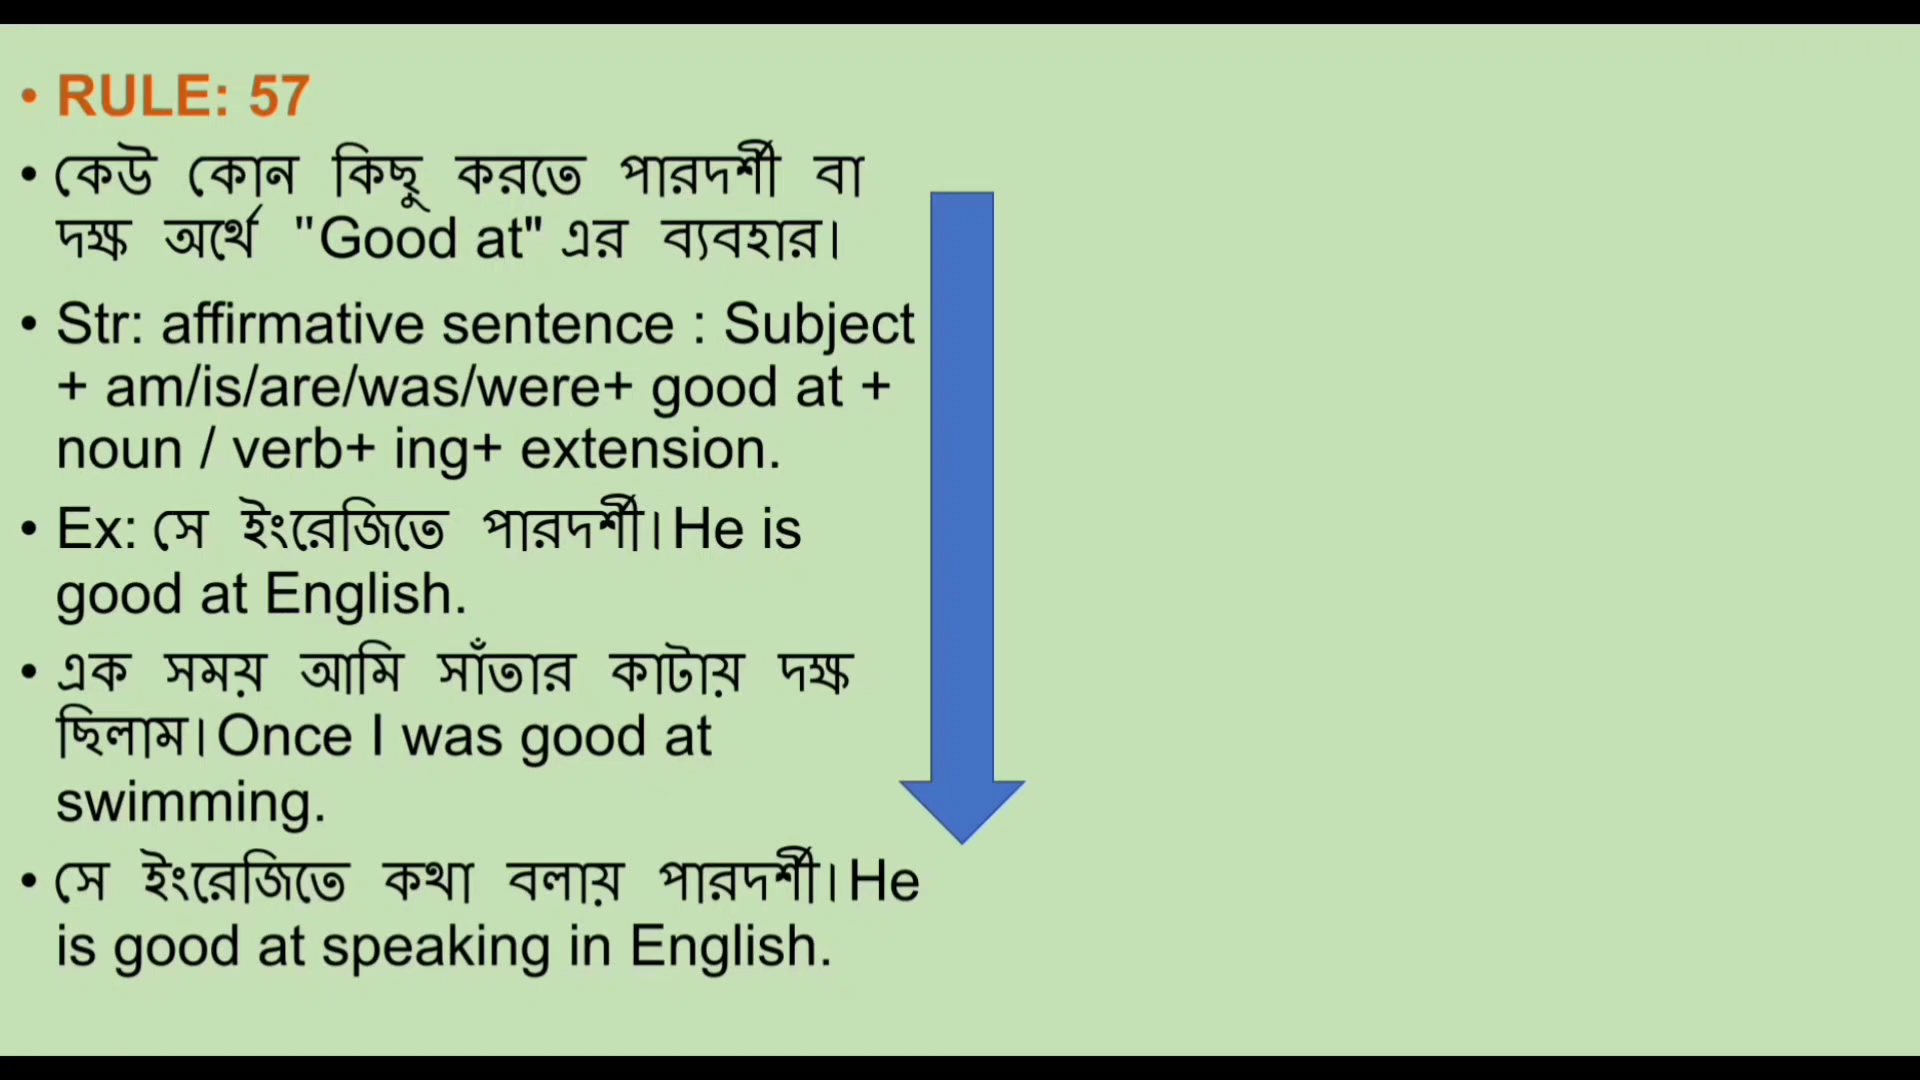 • RULE: 57
• কেউ কোন কিছু করতে পারদর্শী বা
দক্ষ অর্থে "Good at" এর ব্যবহার।
• Str: affirmative sentence : Subject
+ am/is/are/was/were+ good at +
noun / verb+ ing+ extension.
• Ex: সে ইংরেজিতে পারদর্শী। He is
good at English.
• এক সময় আমি সাঁতার কাটায় দক্ষ
ছিলাম। Once I was good at
swimming.
• সে ইংরেজিতে কথা বলায় পারদর্শী। He
is good at speaking in English.